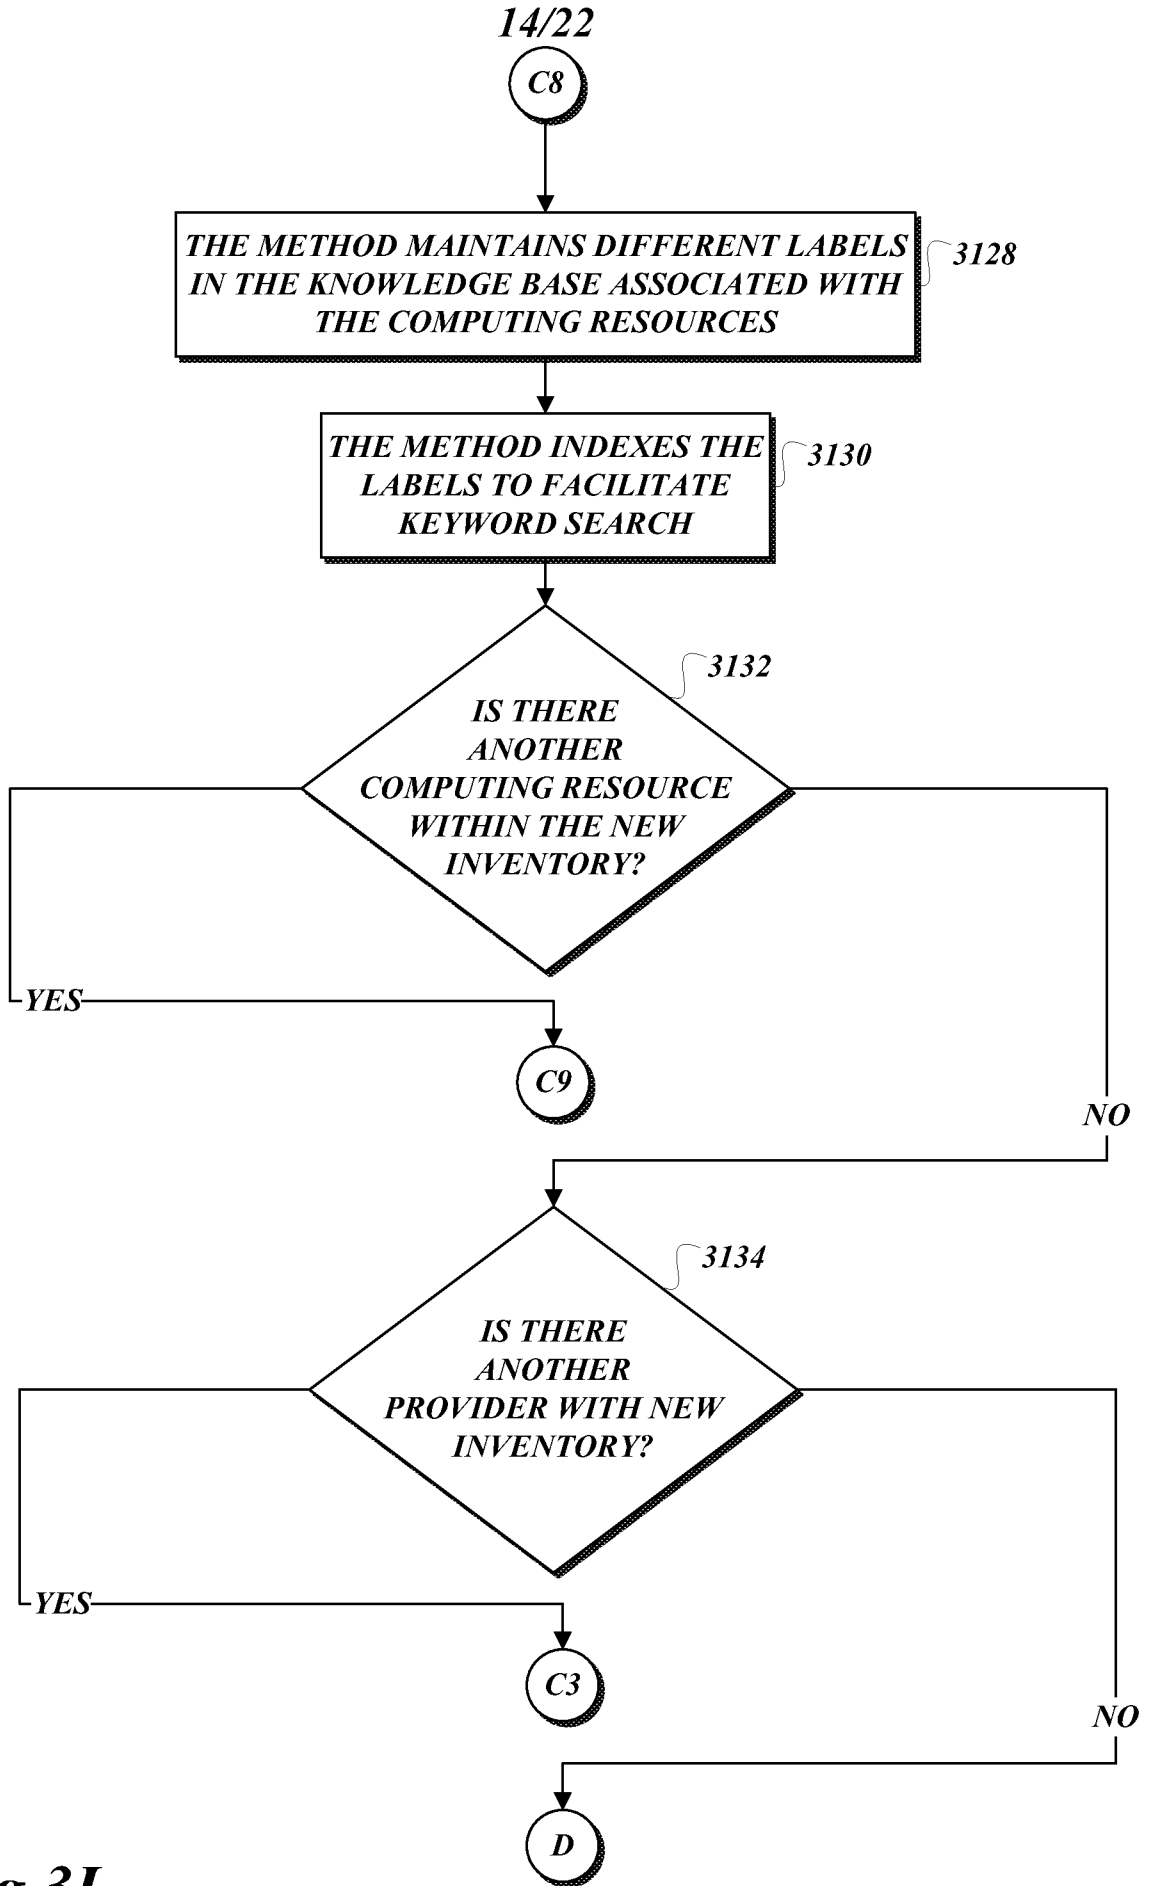 14/22
C8
THE METHOD MAINTAINS DIFFERENT LABELS
IN THE KNOWLEDGE BASE ASSOCIATED WITH
THE COMPUTING RESOURCES
3128
THE METHOD INDEXES THE
LABELS TO FACILITATE
KEYWORD SEARCH
3130
3132
IS THERE
ANOTHER
COMPUTING RESOURCE
WITHIN THE NEW
INVENTORY?
YES
C9
NO
3134
IS THERE
ANOTHER
PROVIDER WITH NEW
INVENTORY?
YES
C3
NO
D